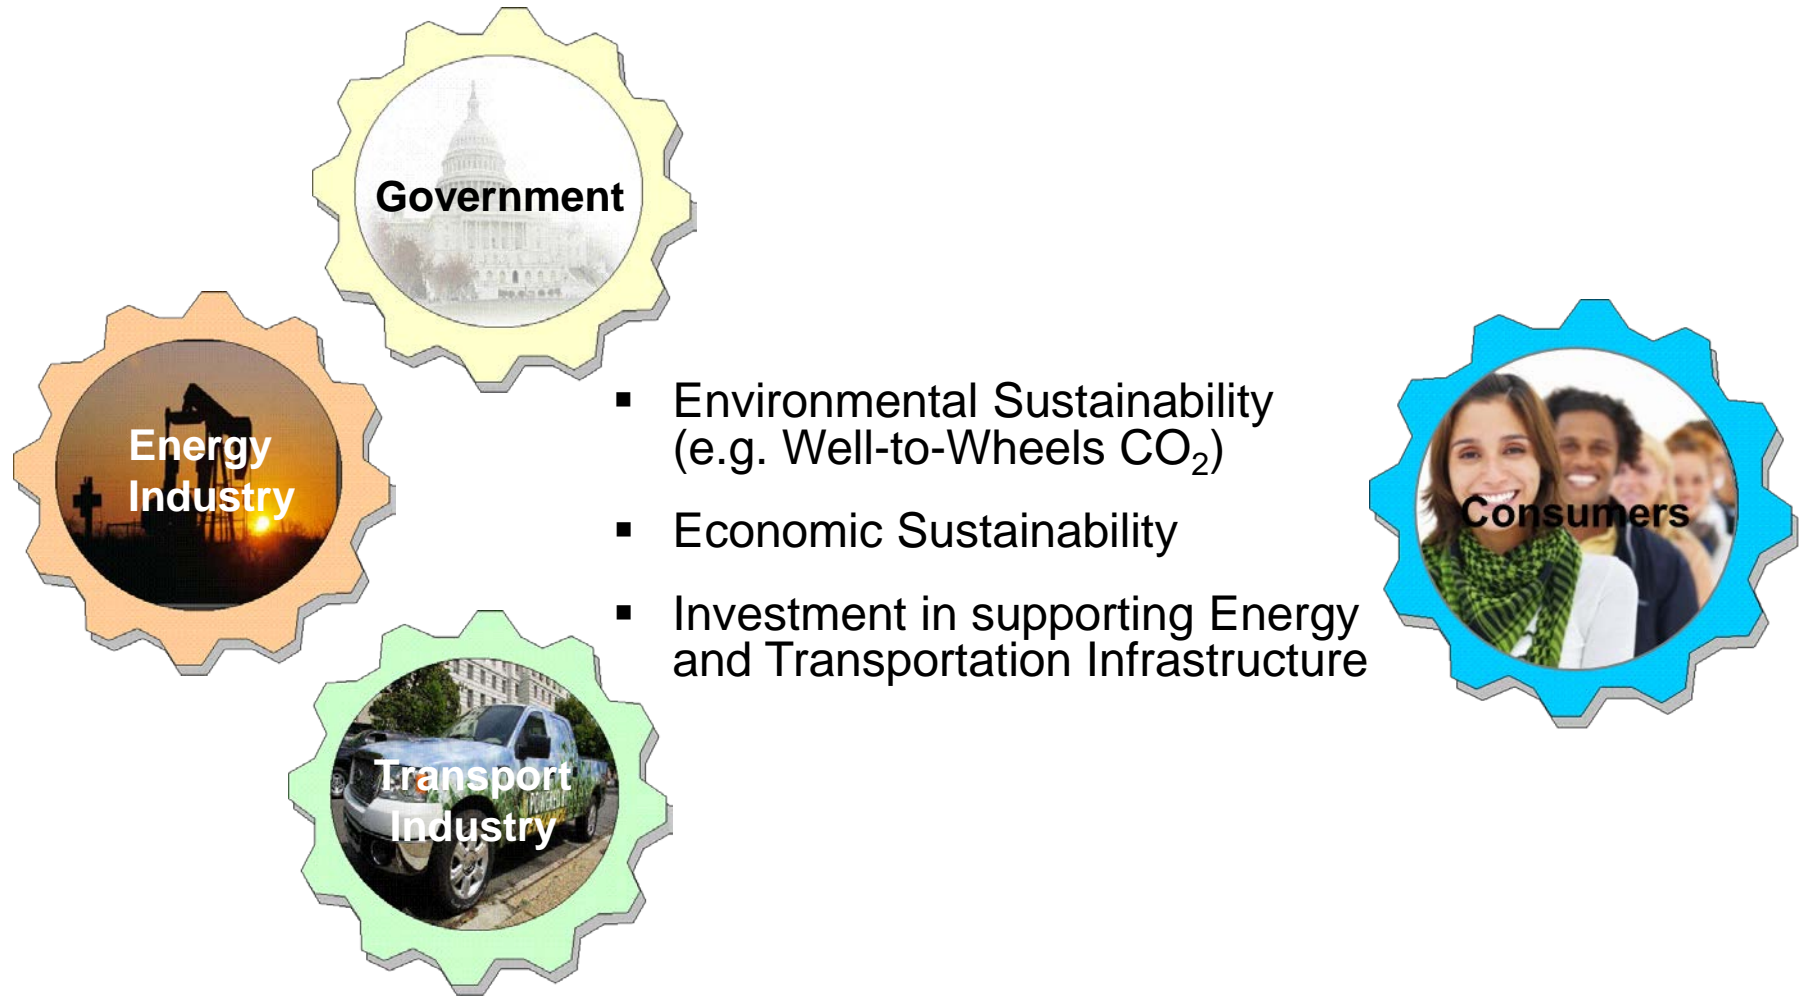 Government
Energy
Industry
▪ Environmental Sustainability
(e.g. Well-to-Wheels CO₂)
▪ Economic Sustainability
▪ Investment in supporting Energy
and Transportation Infrastructure
Consumers
Transport
Industry